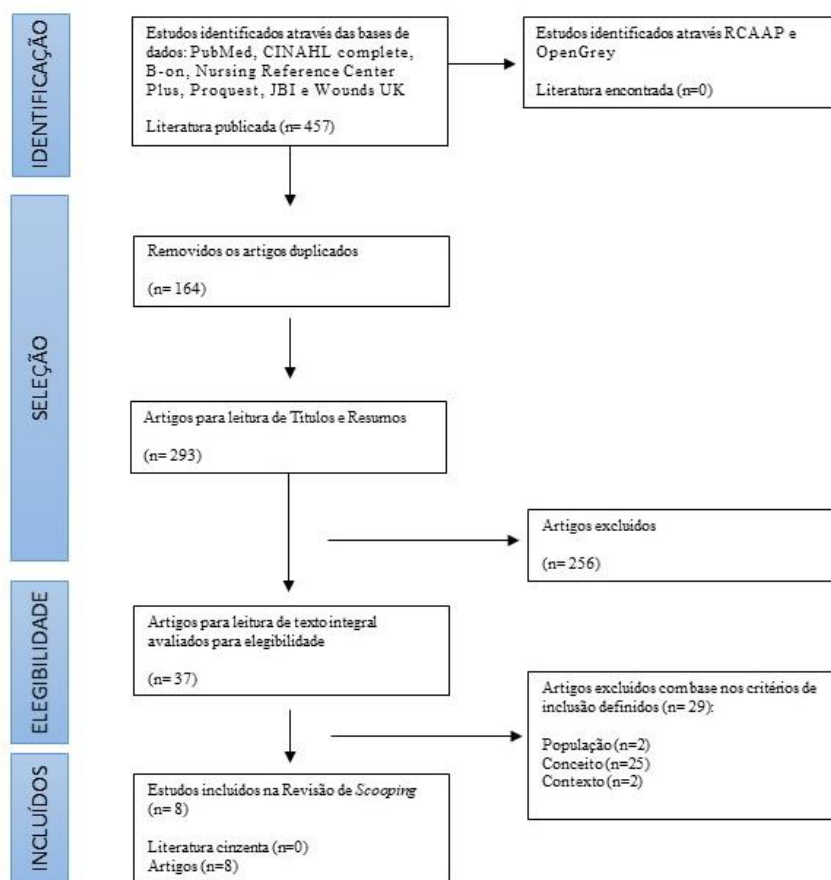 IDENTIFICAÇÃO
Estudos identificados através das bases de
dados: PubMed, CINAHL complete,
B-on, Nursing Reference Center
Plus, Proquest, JBI e Wounds UK
Literatura publicada (n= 457)
Estudos identificados através RCAAP e
OpenGrey
Literatura encontrada (n=0)
SELEÇÃO
Removidos os artigos duplicados
(n= 164)
Artigos para leitura de Títulos e Resumos
(n= 293)
Artigos excluídos
(n= 256)
ELEGIBILIDADE
Artigos para leitura de texto integral
avaliados para elegibilidade
(n= 37)
Artigos excluídos com base nos critérios de
inclusão definidos (n= 29):
População (n=2)
Conceito (n=25)
Contexto (n=2)
INCLUÍDOS
Estudos incluídos na Revisão de Scooping
(n= 8)
Literatura cinzenta (n=0)
Artigos (n=8)